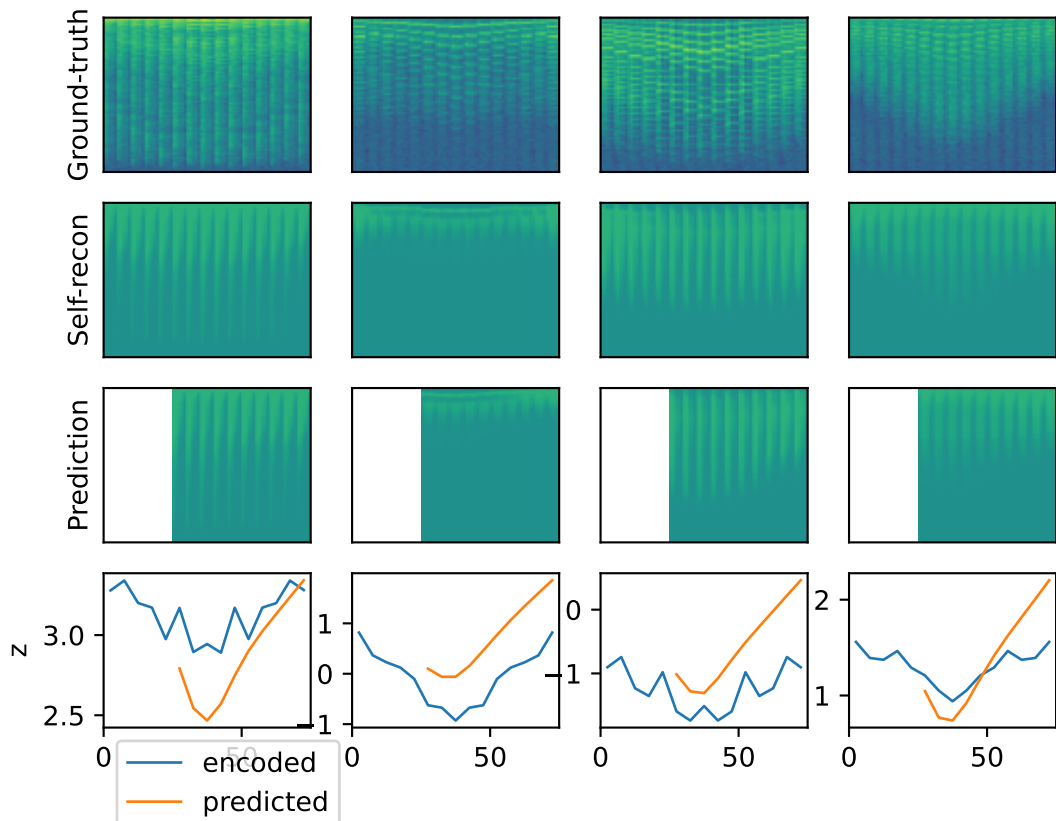 Ground-truth
Self-recon
Prediction
z
3.0
2.5
1
0
−1
0
−1
2
1
0
50
0
50
0
50
0
50
encoded
predicted